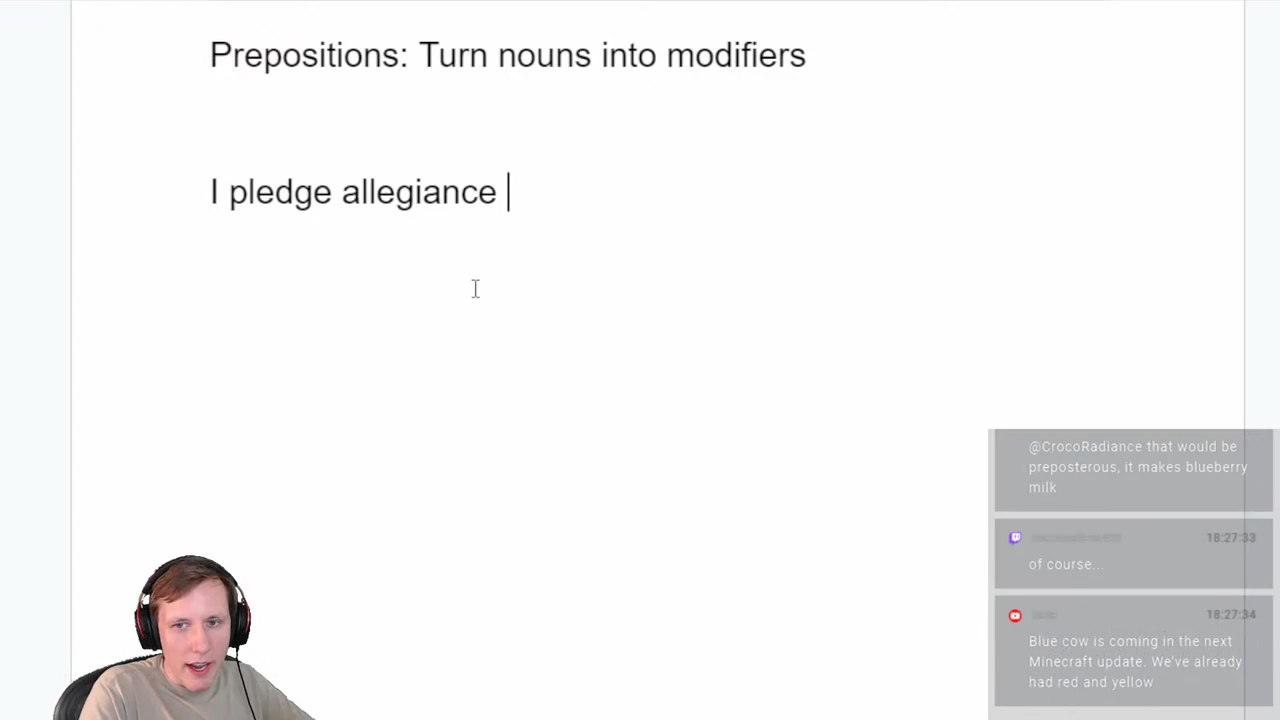 Prepositions: Turn nouns into modifiers
I pledge allegiance
@CrocoRadiance that would be
preposterous, it makes blueberry
milk
18:27:33
of course...
18:27:34
Blue cow is coming in the next
Minecraft update. We've already
had red and yellow